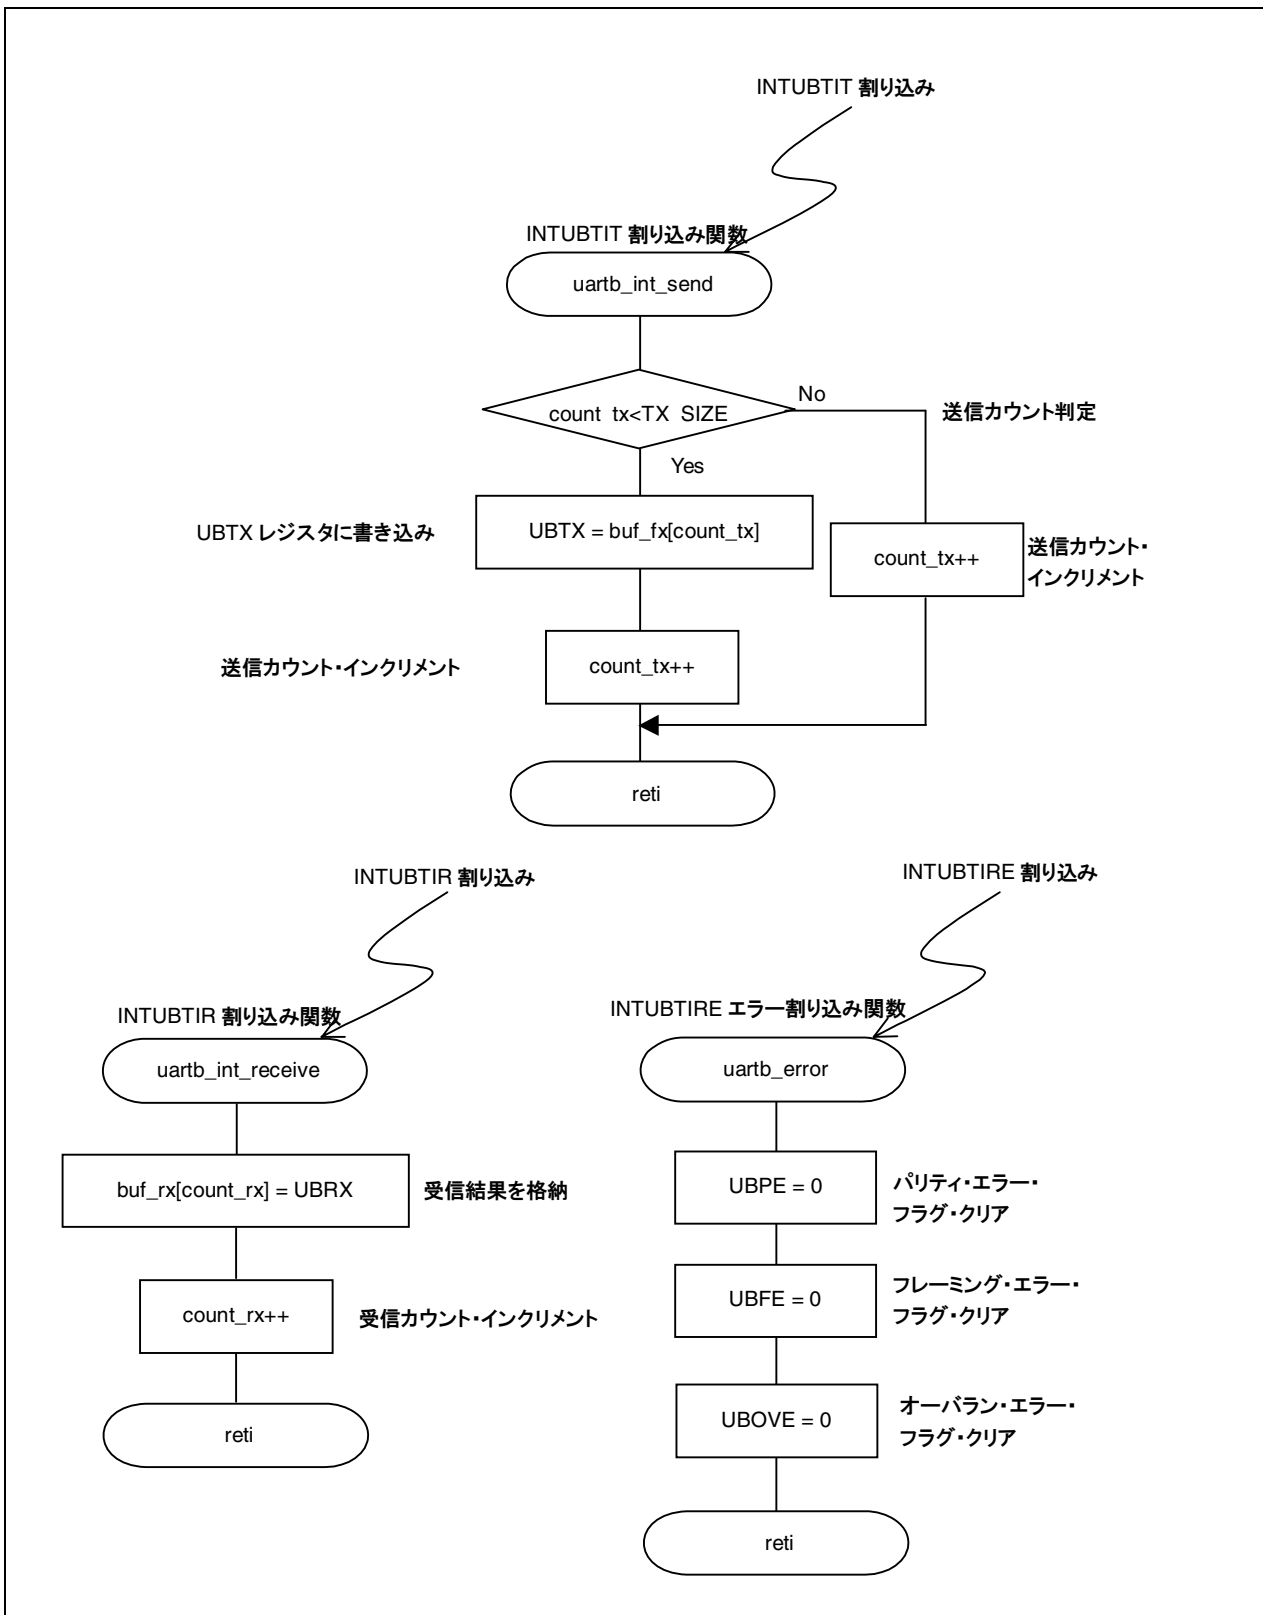 INTUBTIT 割り込み
INTUBTIT 割り込み関数
uartb_int_send
count tx<TX SIZE
No
送信カウント判定
Yes
UBTX レジスタに書き込み
UBTX = buf_fx[count_tx]
count_tx++
送信カウント・
インクリメント
送信カウント・インクリメント
count_tx++
reti
INTUBTIR 割り込み
INTUBTIR 割り込み関数
uartb_int_receive
buf_rx[count_rx] = UBRX
受信結果を格納
count_rx++
受信カウント・インクリメント
reti
INTUBTIRE 割り込み
INTUBTIRE エラー割り込み関数
uartb_error
UBPE = 0
パリティ・エラー・
フラグ・クリア
UBFE = 0
フレーミング・エラー・
フラグ・クリア
UBOVE = 0
オーバラン・エラー・
フラグ・クリア
reti